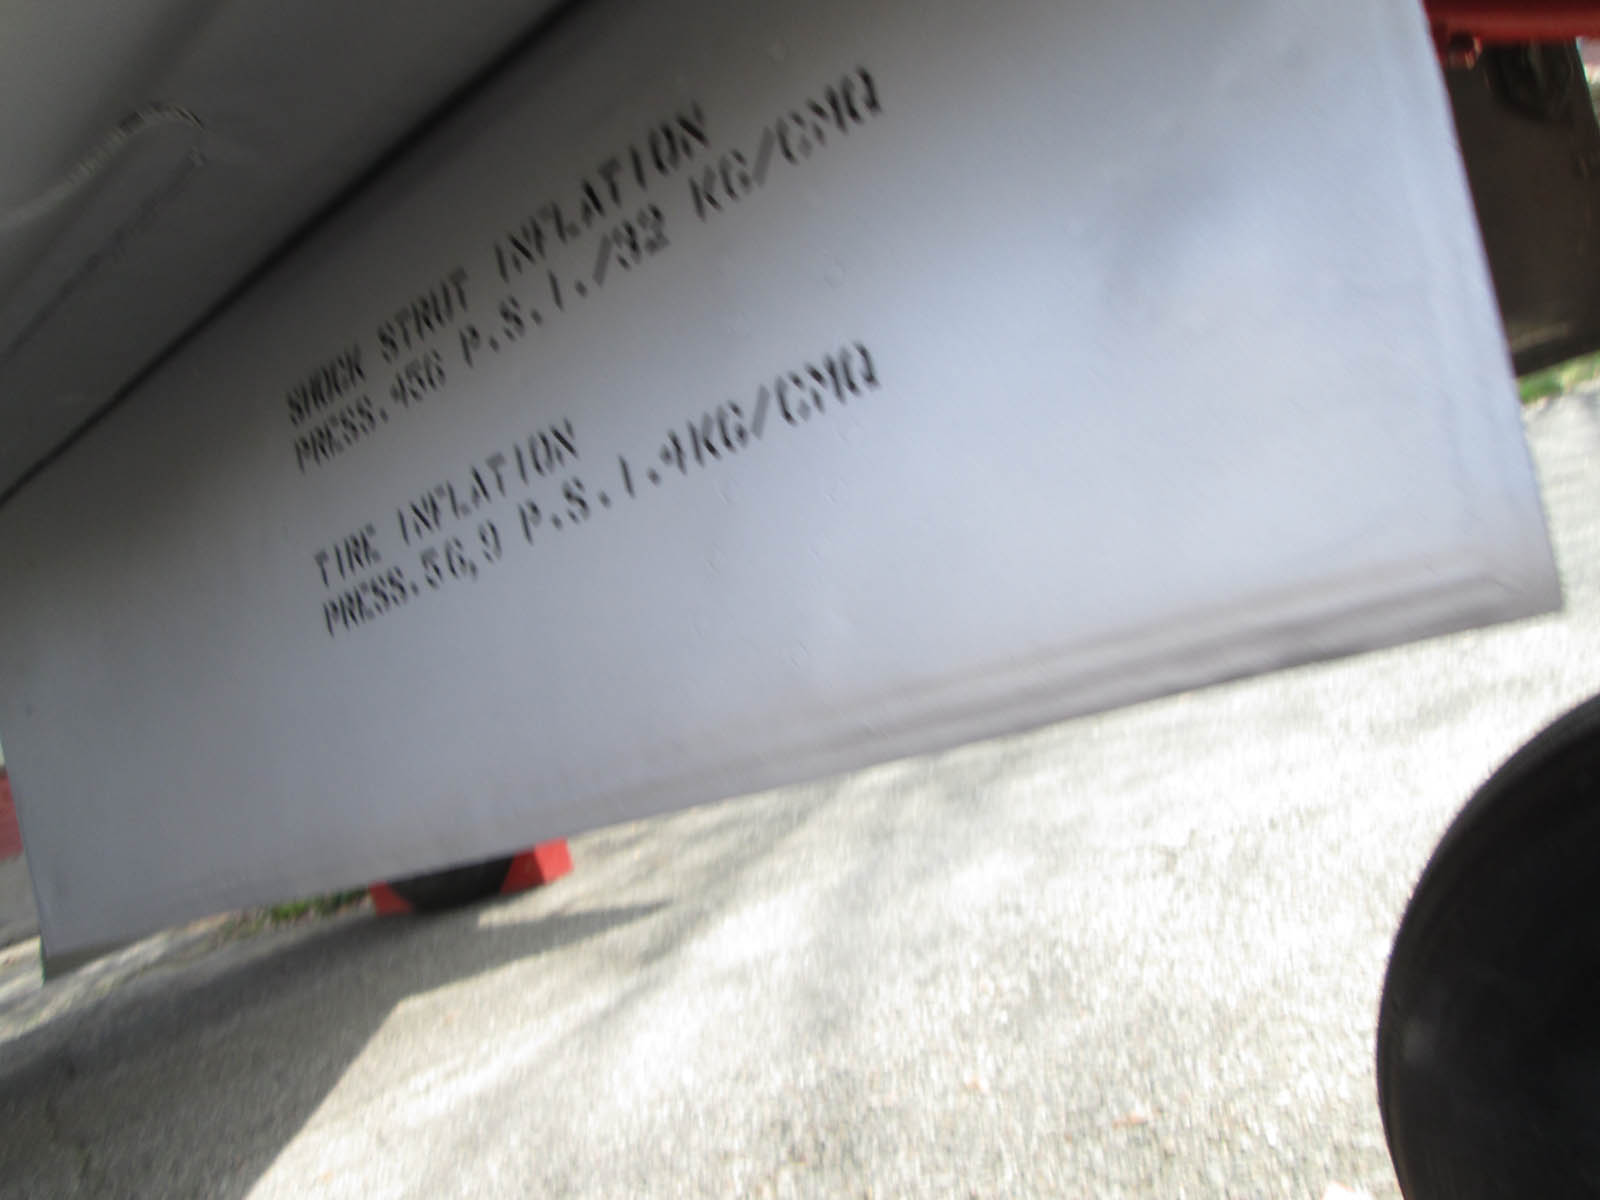 SHOCK STRUT INFLATION
PRESS.456 P.S.I./32 KG/CMQ
TIRE INFLATION
PRESS.56,9 P.S.I.4KG/CMQ